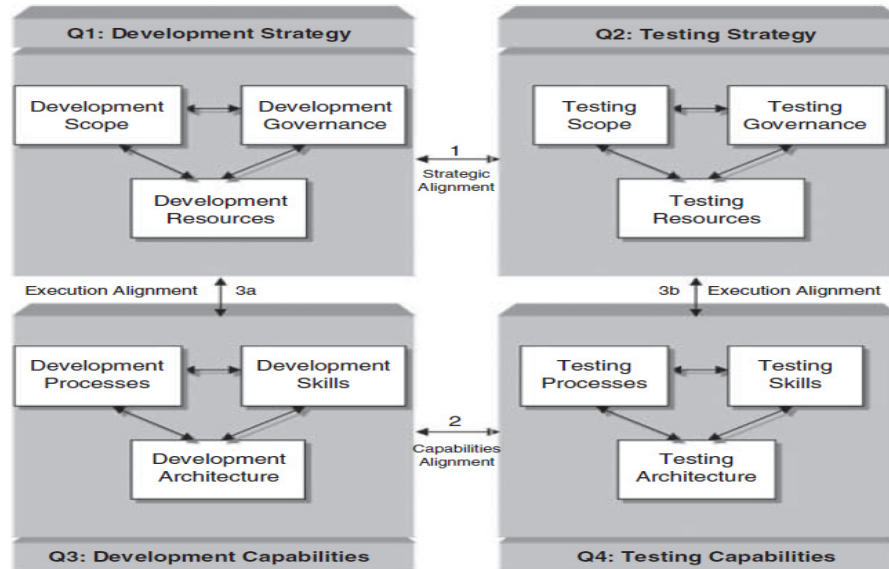 Q1: Development Strategy
Q2: Testing Strategy
Development
Scope
Development
Governance
Testing
Scope
Testing
Governance
1
Strategic
Alignment
Development
Resources
Testing
Resources
Execution Alignment
3a
3b
Execution Alignment
Development
Processes
Development
Skills
Testing
Processes
Testing
Skills
2
Capabilities
Alignment
Development
Architecture
Testing
Architecture
Q3: Development Capabilities
Q4: Testing Capabilities